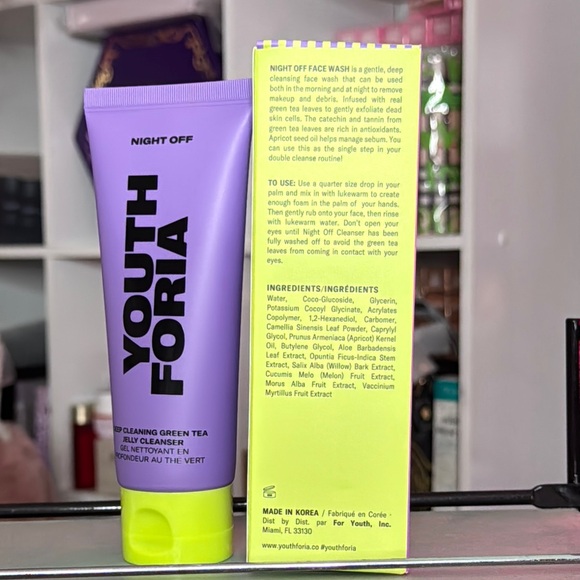 NIGHT OFF
YOUTH
FORIA
CLEANING GREEN TEA
JELLY CLEANSER
GEL NETTOYANT EN
AU THÉ VERT
NIGHT OFF FACE WASH is a gentle, deep
cleansing face wash that can be used
both in the morning and at night to remove
makeup and debris. Infused with real
green tea leaves to gently exfoliate dead
skin cells. The catechin and tannin from
green tea leaves are rich in antioxidants.
Apricot seed oil helps manage sebum. You
can use this as the single step in your
double cleanse routine!
TO USE: Use a quarter size drop in your
palm and mix in with lukewarm to create
enough foam in the palm of your hands.
Then gently rub onto your face, then rinse
with lukewarm water. Don't open your
eyes until Night Off Cleanser has been
fully washed off to avoid the green tea
leaves from coming in contact with your
eyes.
INGREDIENTS/INGRÉDIENTS
Water, Coco-Glucoside, Glycerin,
Potassium Cocoyl Glycinate, Acrylates
Copolymer, 1,2-Hexanediol, Carbomer,
Camellia Sinensis Leaf Powder, Caprylyl
Glycol, Prunus Armeniaca (Apricot) Kernel
Oil, Butylene Glycol, Aloe Barbadensis
Leaf Extract, Opuntia Ficus-Indica Stem
Extract, Salix Alba (Willow) Bark Extract,
Cucumis Melo (Melon) Fruit Extract,
Morus Alba Fruit Extract, Vaccinium
Myrtillus Fruit Extract
MADE IN KOREA / Fabriqué en Corée -
Dist by Dist. par For Youth, Inc.
Miami, FL 33130
www.youthforia.co #youthforia